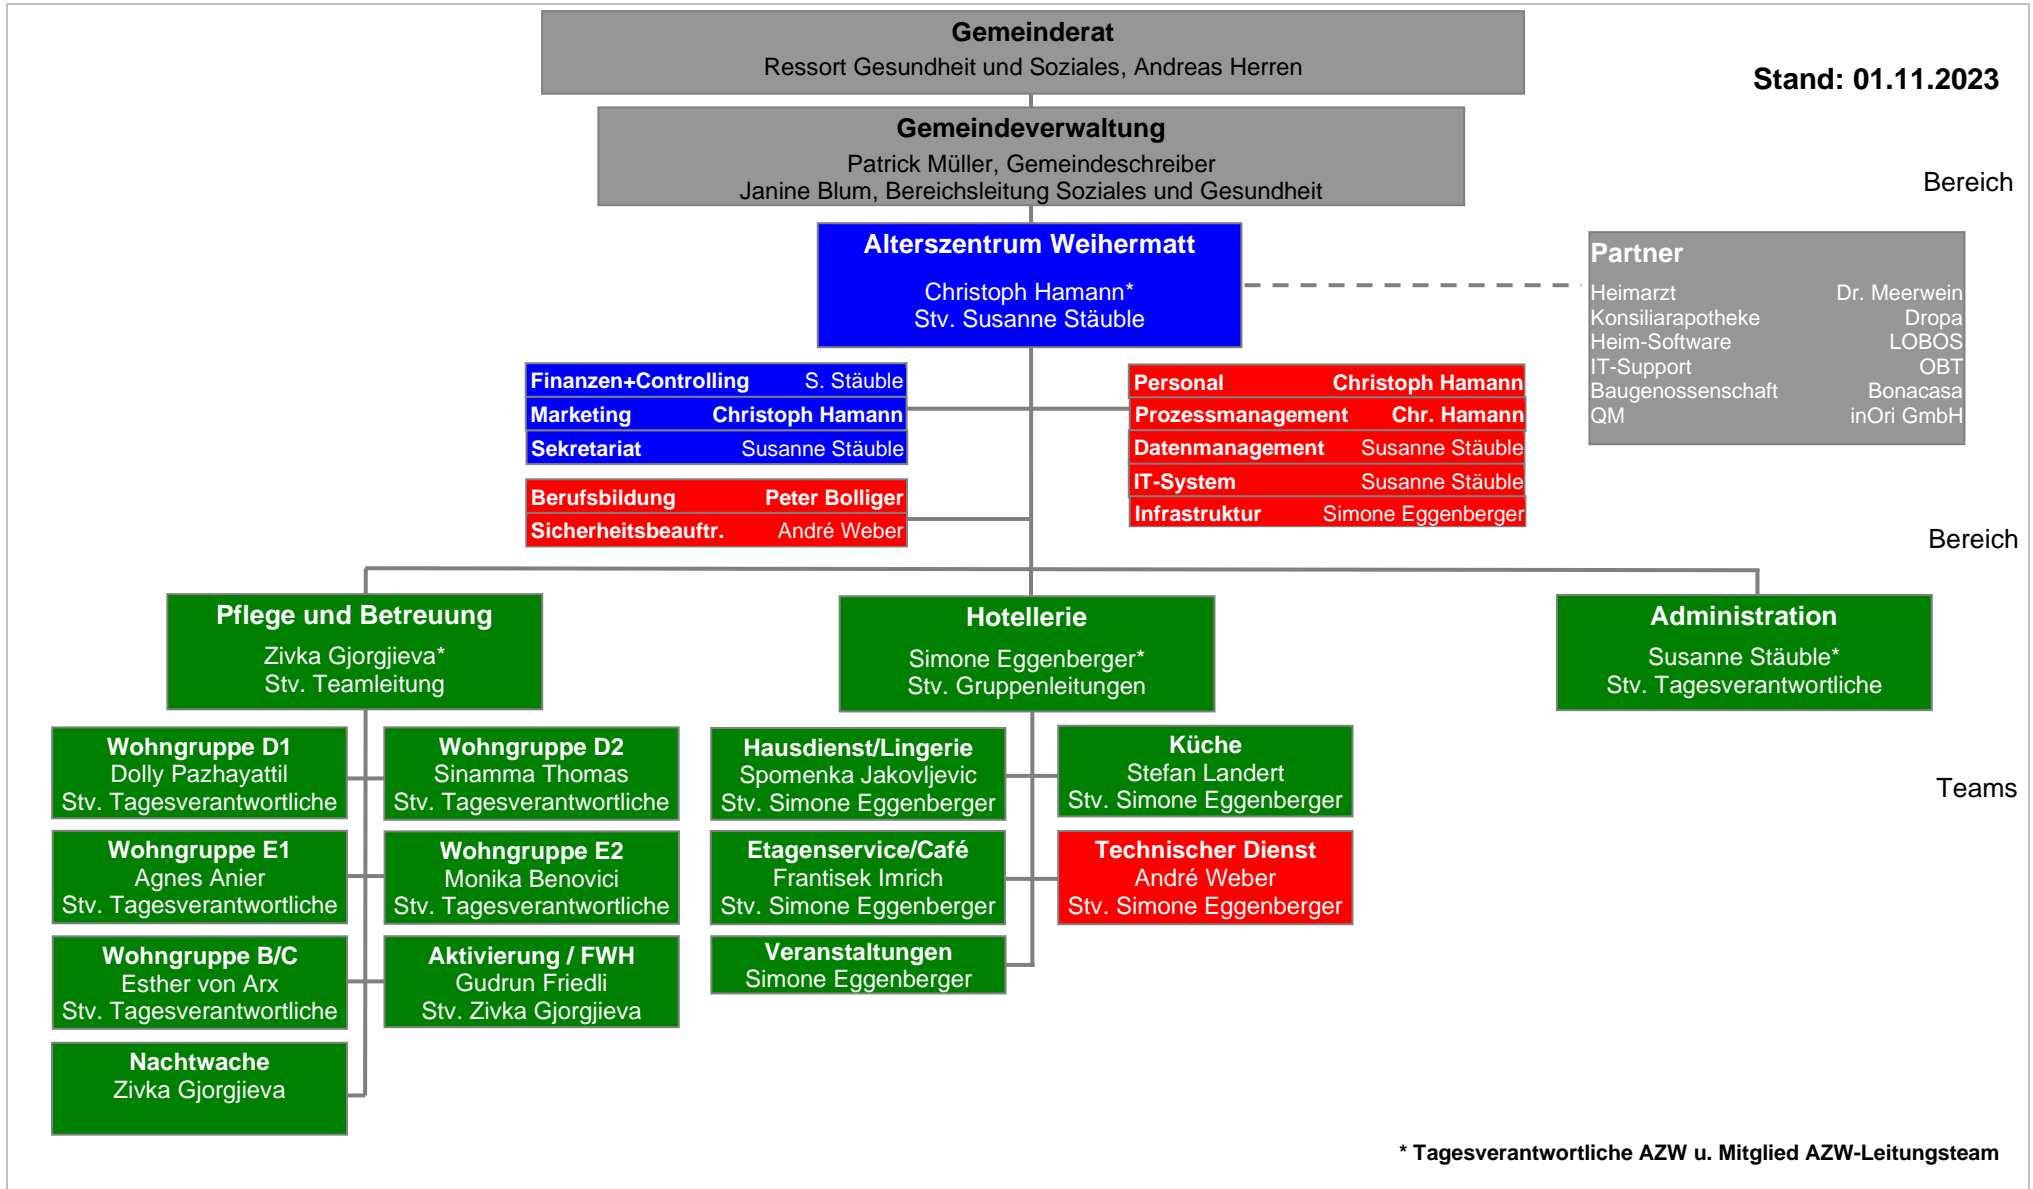 Gemeinderat
Ressort Gesundheit und Soziales, Andreas Herren
Stand: 01.11.2023
Gemeindeverwaltung
Patrick Müller, Gemeindeschreiber
Janine Blum, Bereichsleitung Soziales und Gesundheit
Bereich
Alterszentrum Weihermatt
Christoph Hamann*
Stv. Susanne Stäuble
Partner
Heimarzt Dr. Meerwein
Konsiliarapotheke Dropa
Heim-Software LOBOS
IT-Support OBT
Baugenossenschaft Bonacasa
QM inOri GmbH
Finanzen+Controlling S. Stäuble
Marketing Christoph Hamann
Sekretariat Susanne Stäuble
Berufsbildung Peter Bolliger
Sicherheitsbeauftr. André Weber
Personal Christoph Hamann
Prozessmanagement Chr. Hamann
Datenmanagement Susanne Stäuble
IT-System Susanne Stäuble
Infrastruktur Simone Eggenberger
Bereich
Pflege und Betreuung
Zivka Gjorgjieva*
Stv. Teamleitung
Hotellerie
Simone Eggenberger*
Stv. Gruppenleitungen
Administration
Susanne Stäuble*
Stv. Tagesverantwortliche
Wohngruppe D1
Dolly Pazhayattil
Stv. Tagesverantwortliche
Wohngruppe D2
Sinamma Thomas
Stv. Tagesverantwortliche
Hausdienst/Lingerie
Spomenka Jakovljevic
Stv. Simone Eggenberger
Küche
Stefan Landert
Stv. Simone Eggenberger
Teams
Wohngruppe E1
Agnes Anier
Stv. Tagesverantwortliche
Wohngruppe E2
Monika Benovici
Stv. Tagesverantwortliche
Etagenservice/Café
Frantisek Imrich
Stv. Simone Eggenberger
Technischer Dienst
André Weber
Stv. Simone Eggenberger
Wohngruppe B/C
Esther von Arx
Stv. Tagesverantwortliche
Aktivierung / FWH
Gudrun Friedli
Stv. Zivka Gjorgjieva
Veranstaltungen
Simone Eggenberger
Nachtwache
Zivka Gjorgjieva
* Tagesverantwortliche AZW u. Mitglied AZW-Leitungsteam